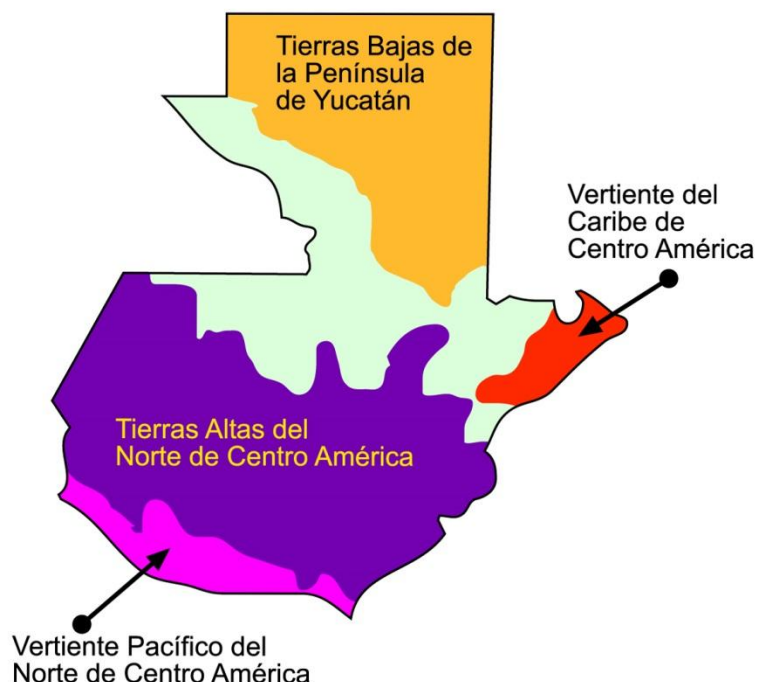 Tierras Bajas de
la Península
de Yucatán
Vertiente del
Caribe de
Centro América
Tierras Altas del
Norte de Centro América
Vertiente Pacífico del
Norte de Centro América